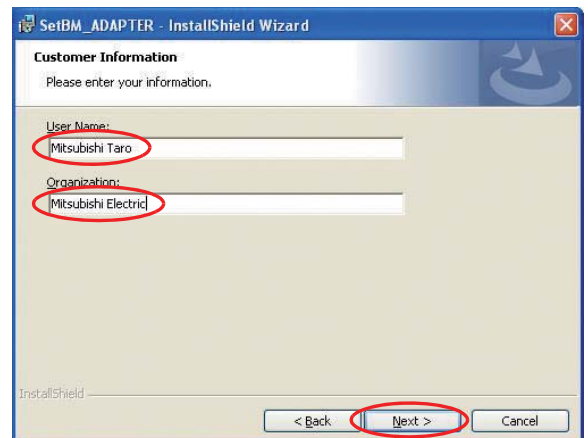 SetBM_ADAPTER - InstallShield Wizard
Customer Information
Please enter your information.
User Name:
Mitsubishi Taro
Organization:
Mitsubishi Electric
InstallShield
< Back
Next >
Cancel